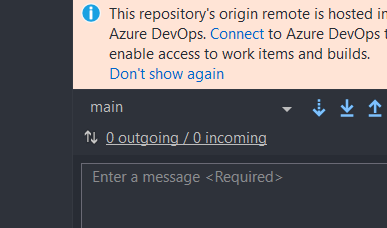 This repository's origin remote is hosted in
Azure DevOps. Connect to Azure DevOps
enable access to work items and builds.
Don't show again
main
0 outgoing / 0 incoming
Enter a message <Required>